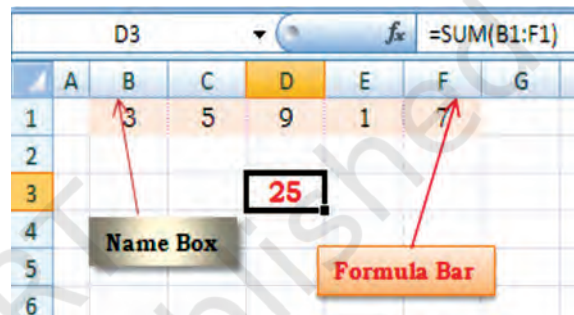 D3 fx =SUM(B1:F1)
A B C D E F G
1 3 5 9 1 7
2
3 25
4
Name Box
5 Formula Bar
6